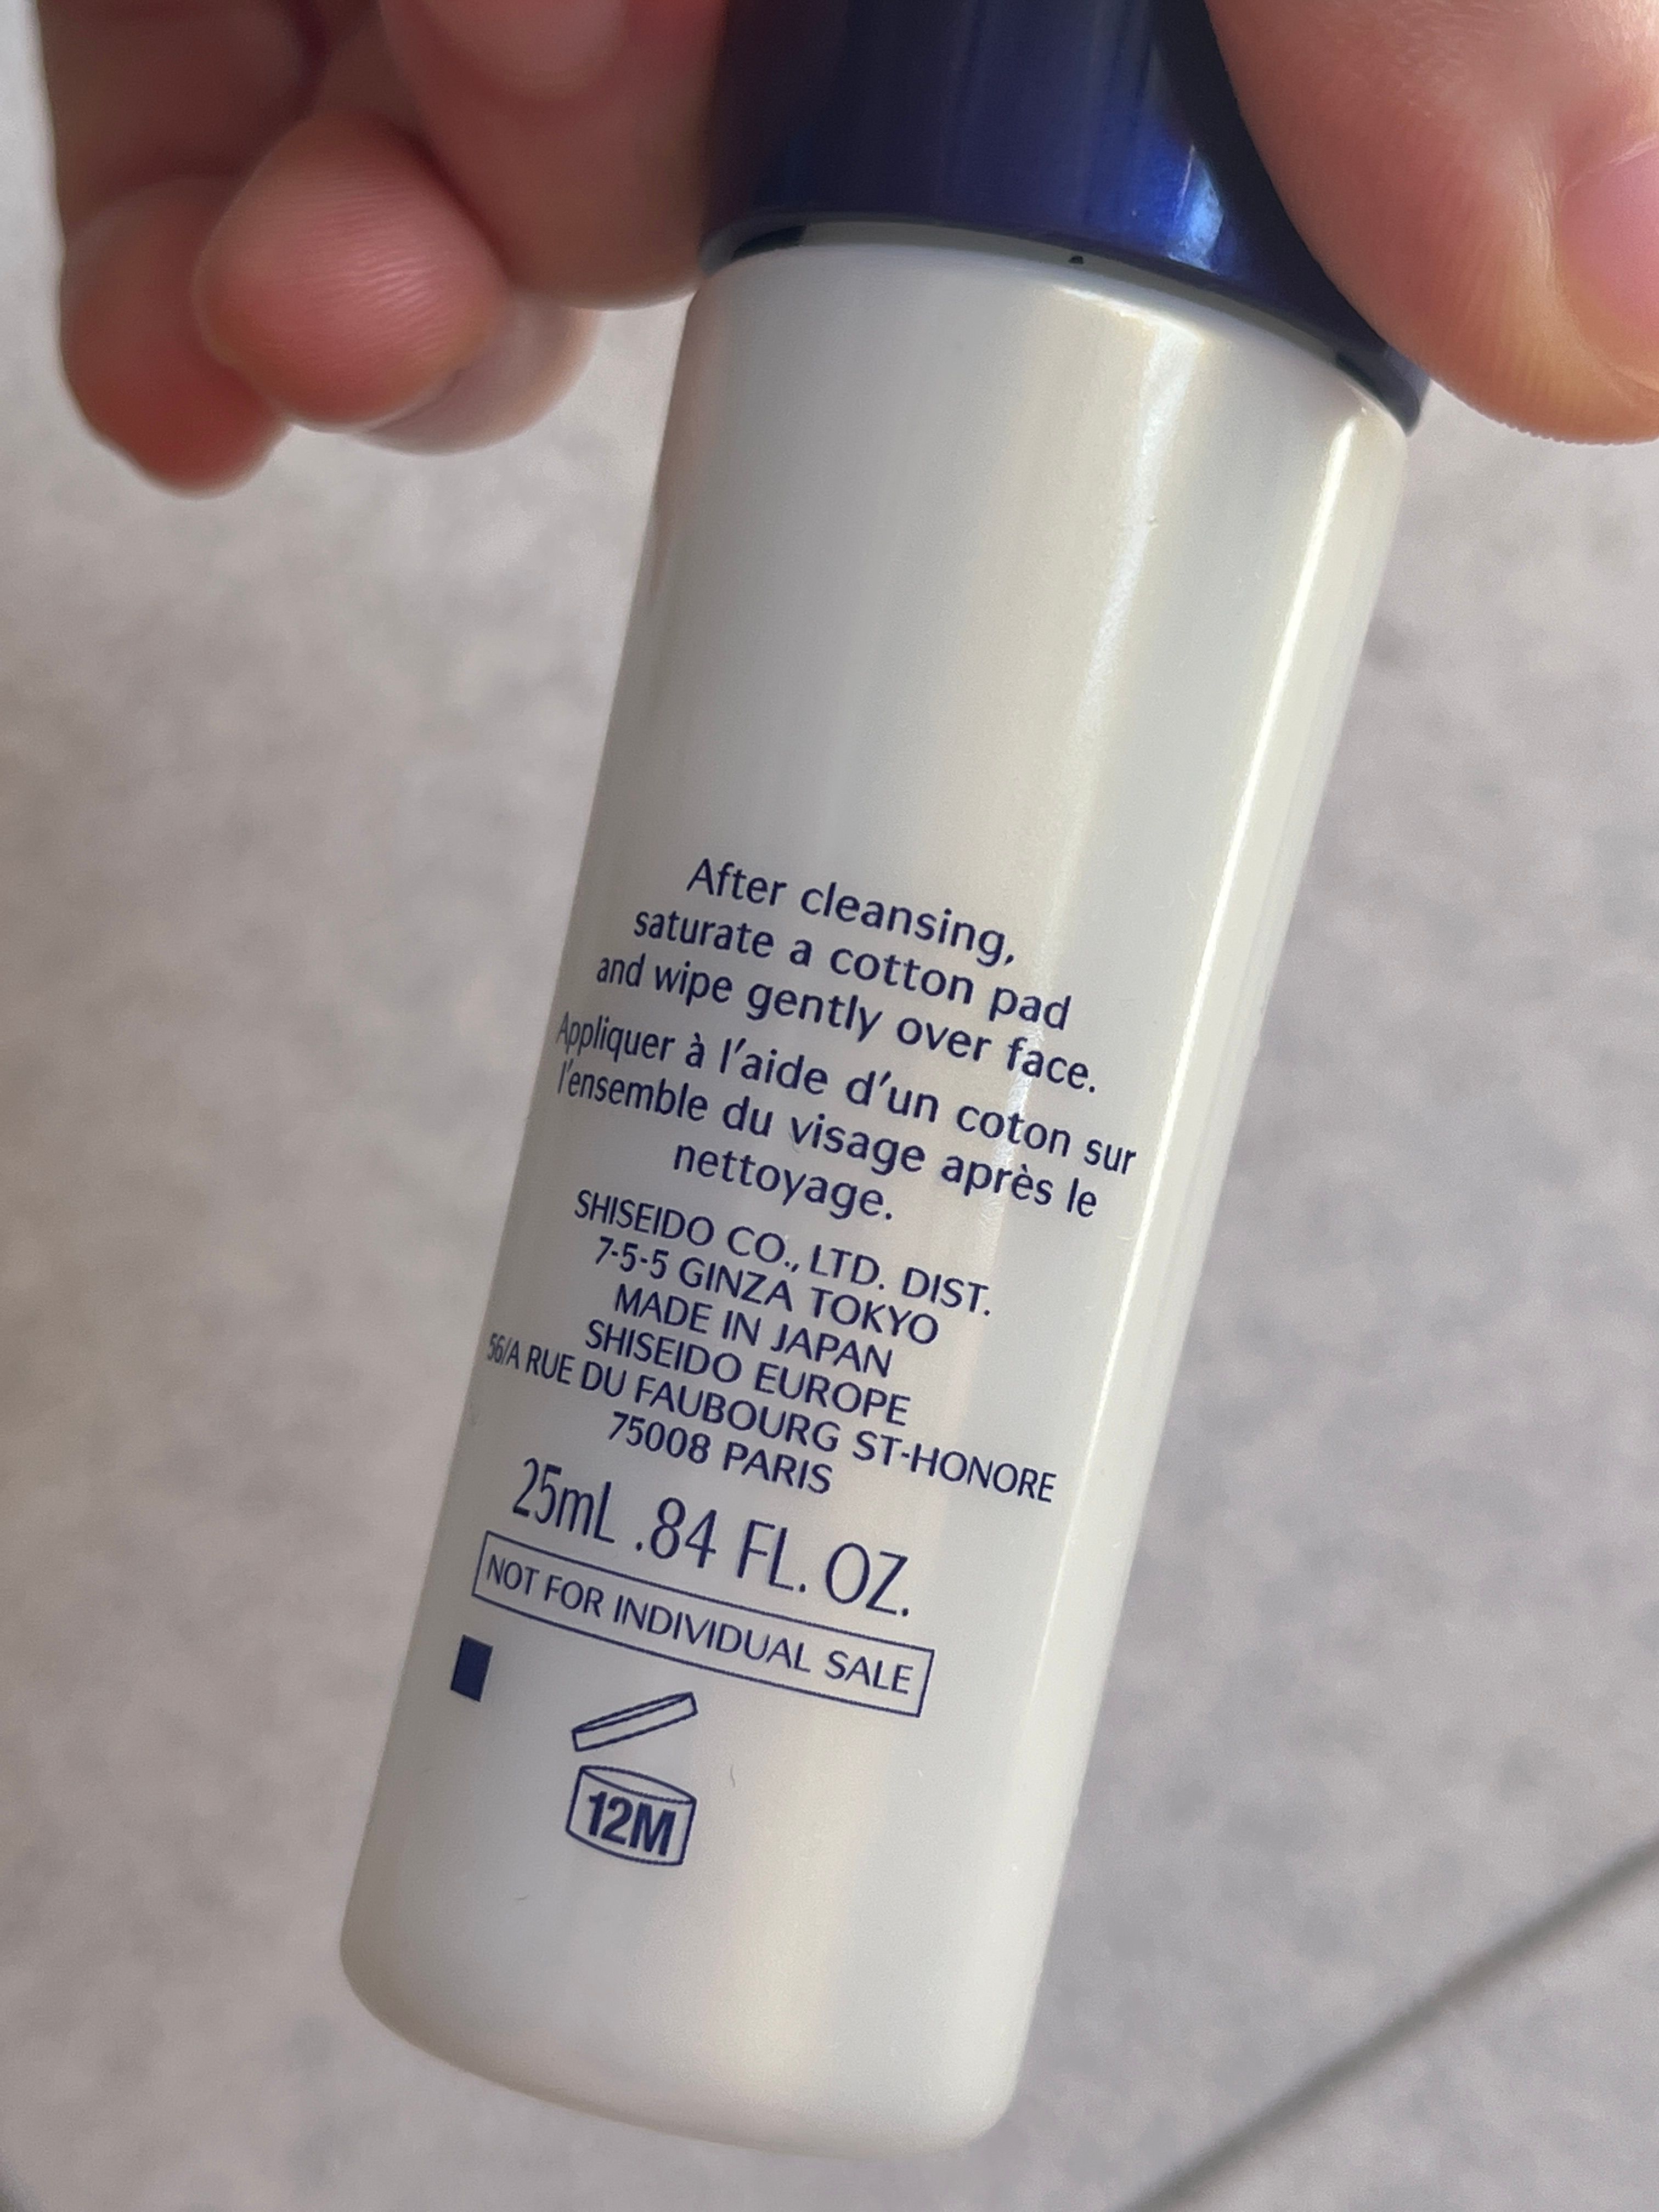 After cleansing,
saturate a cotton pad
and wipe gently over face.
Appliquer à l'aide d'un coton sur
l'ensemble du visage après le
nettoyage.
SHISEIDO CO., LTD. DIST.
7-5-5 GINZA TOKYO
MADE IN JAPAN
SHISEIDO EUROPE
56/A RUE DU FAUBOURG ST-HONORE
75008 PARIS
25mL .84 FL. OZ.
NOT FOR INDIVIDUAL SALE
12M